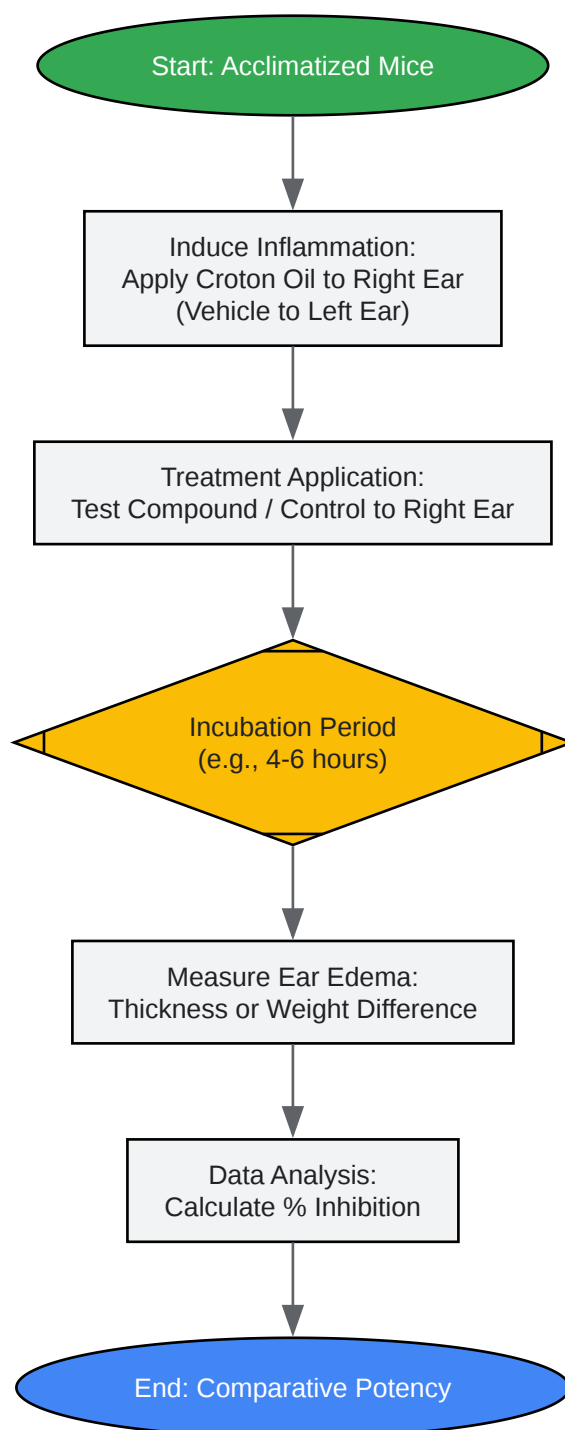 Start: Acclimatized Mice
Induce Inflammation:
Apply Croton Oil to Right Ear
(Vehicle to Left Ear)
Treatment Application:
Test Compound / Control to Right Ear
Incubation Period
(e.g., 4-6 hours)
Measure Ear Edema:
Thickness or Weight Difference
Data Analysis:
Calculate % Inhibition
End: Comparative Potency